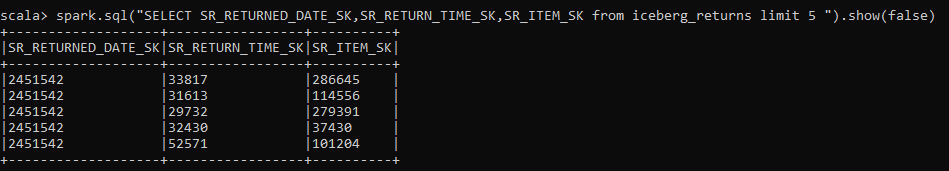 scala> spark.sql("SELECT SR_RETURNED_DATE_SK,SR_RETURN_TIME_SK,SR_ITEM_SK from iceberg_returns limit 5 ").show(false)
+-------------------+-----------------+----------+
|SR_RETURNED_DATE_SK|SR_RETURN_TIME_SK|SR_ITEM_SK|
+-------------------+-----------------+----------+
|2451542            |33817            |286645    |
|2451542            |31613            |114556    |
|2451542            |29732            |279391    |
|2451542            |32430            |37430     |
|2451542            |52571            |101204    |
+-------------------+-----------------+----------+